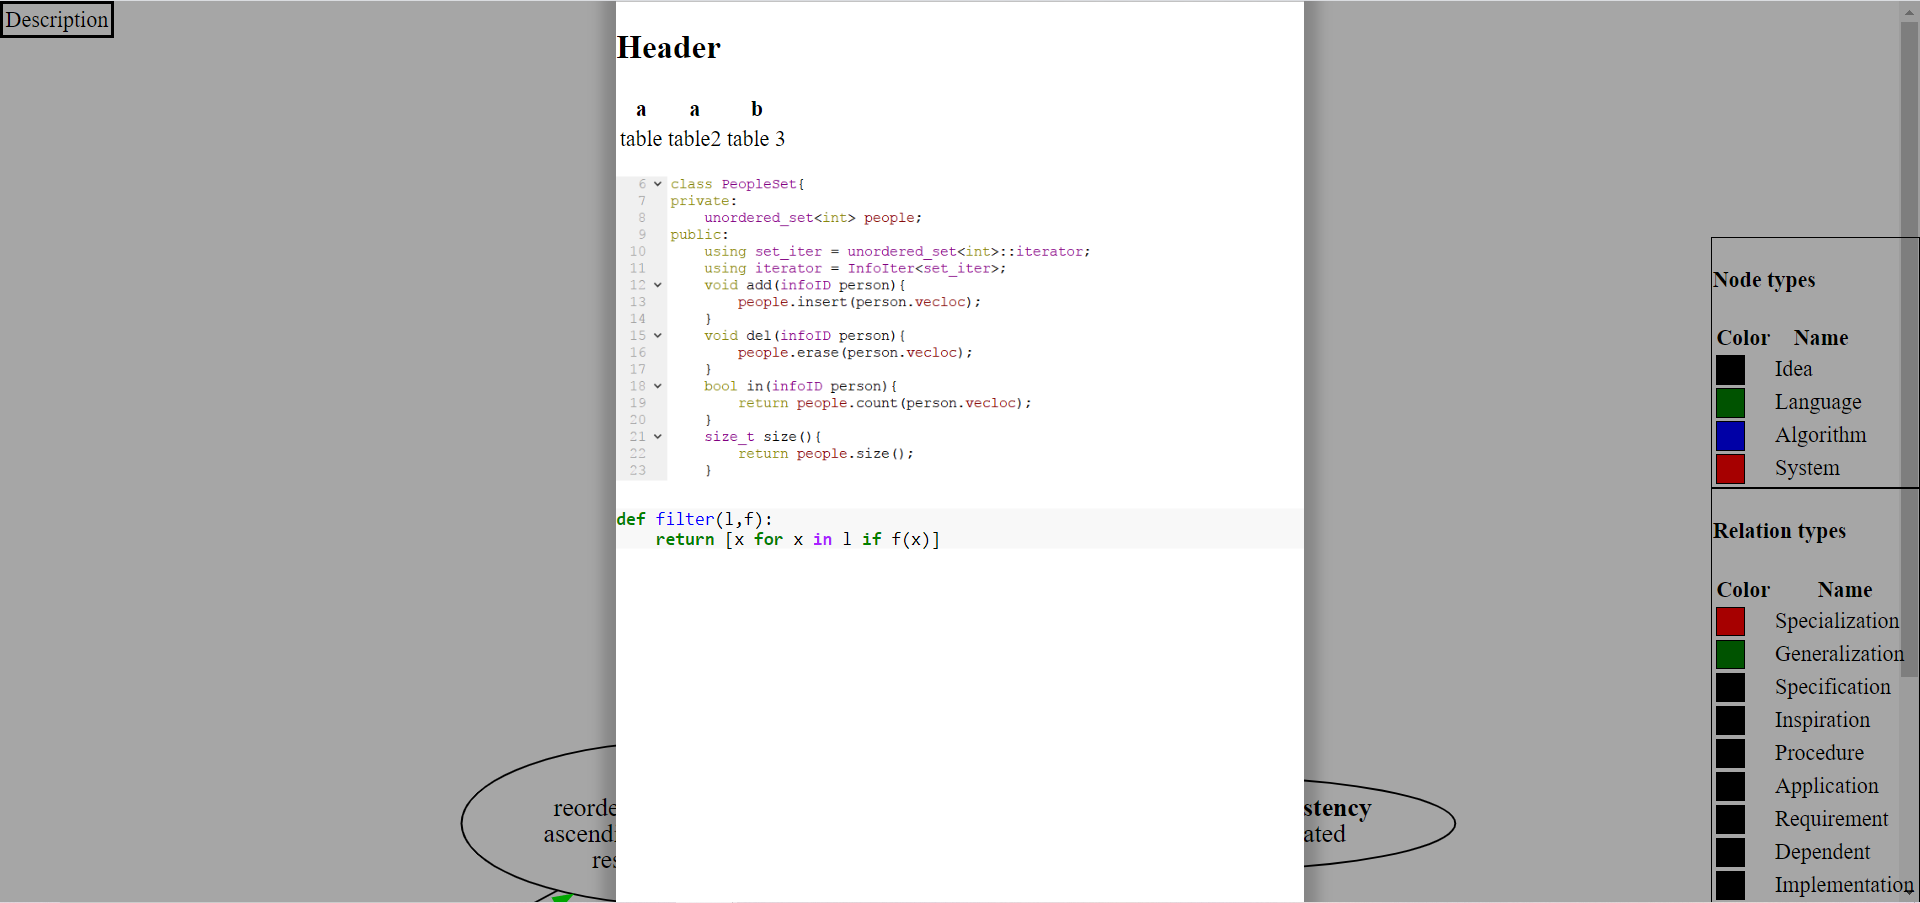 Description
Header
a a b
table table2 table 3
6 class PeopleSet{
7 private:
8     unordered_set<int> people;
9 public:
10     using set_iter = unordered_set<int>::iterator;
11     using iterator = InfoIter<set_iter>;
12     void add(infoID person){
13         people.insert(person.vecloc);
14     }
15     void del(infoID person){
16         people.erase(person.vecloc);
17     }
18     bool in(infoID person){
19         return people.count(person.vecloc);
20     }
21     size_t size(){
22         return people.size();
23     }
def filter(l,f):
    return [x for x in l if f(x)]
reorde
ascend
res
stency
ated
Node types
Color Name
Idea
Language
Algorithm
System
Relation types
Color Name
Specialization
Generalization
Specification
Inspiration
Procedure
Application
Requirement
Dependent
Implementation